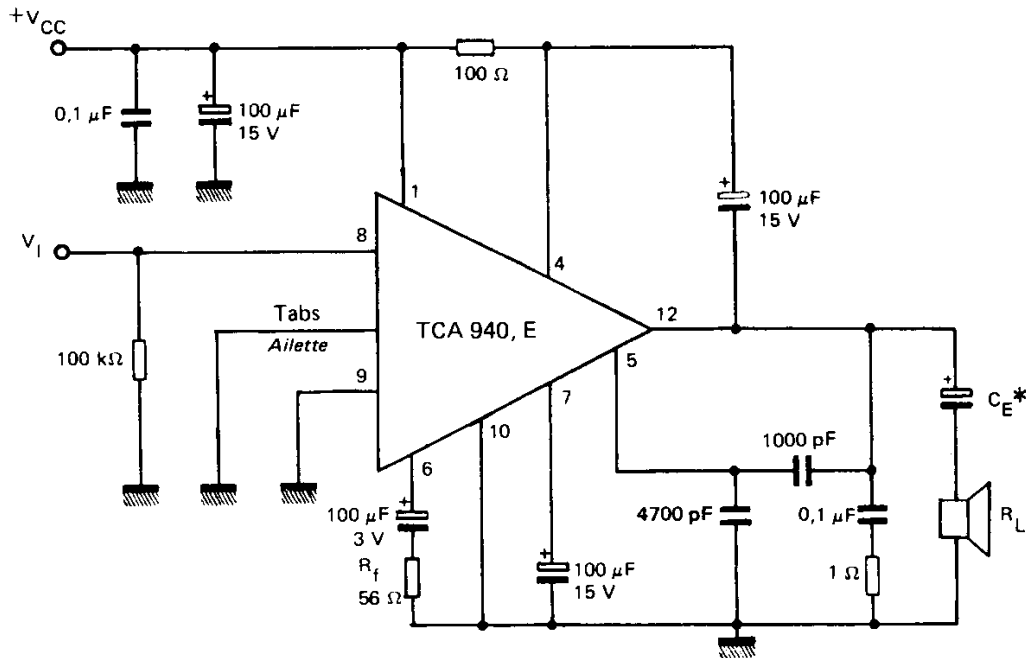 +VCC
100 Ω
0,1 μF
100 μF
15 V
1
100 μF
15 V
VI
8
4
Tabs
Ailette
TCA 940, E
12
100 kΩ
9
5
CE*
7
10
1000 pF
6
100 μF
3 V
4700 pF
0,1 μF
RL
Rf
56 Ω
100 μF
15 V
1 Ω